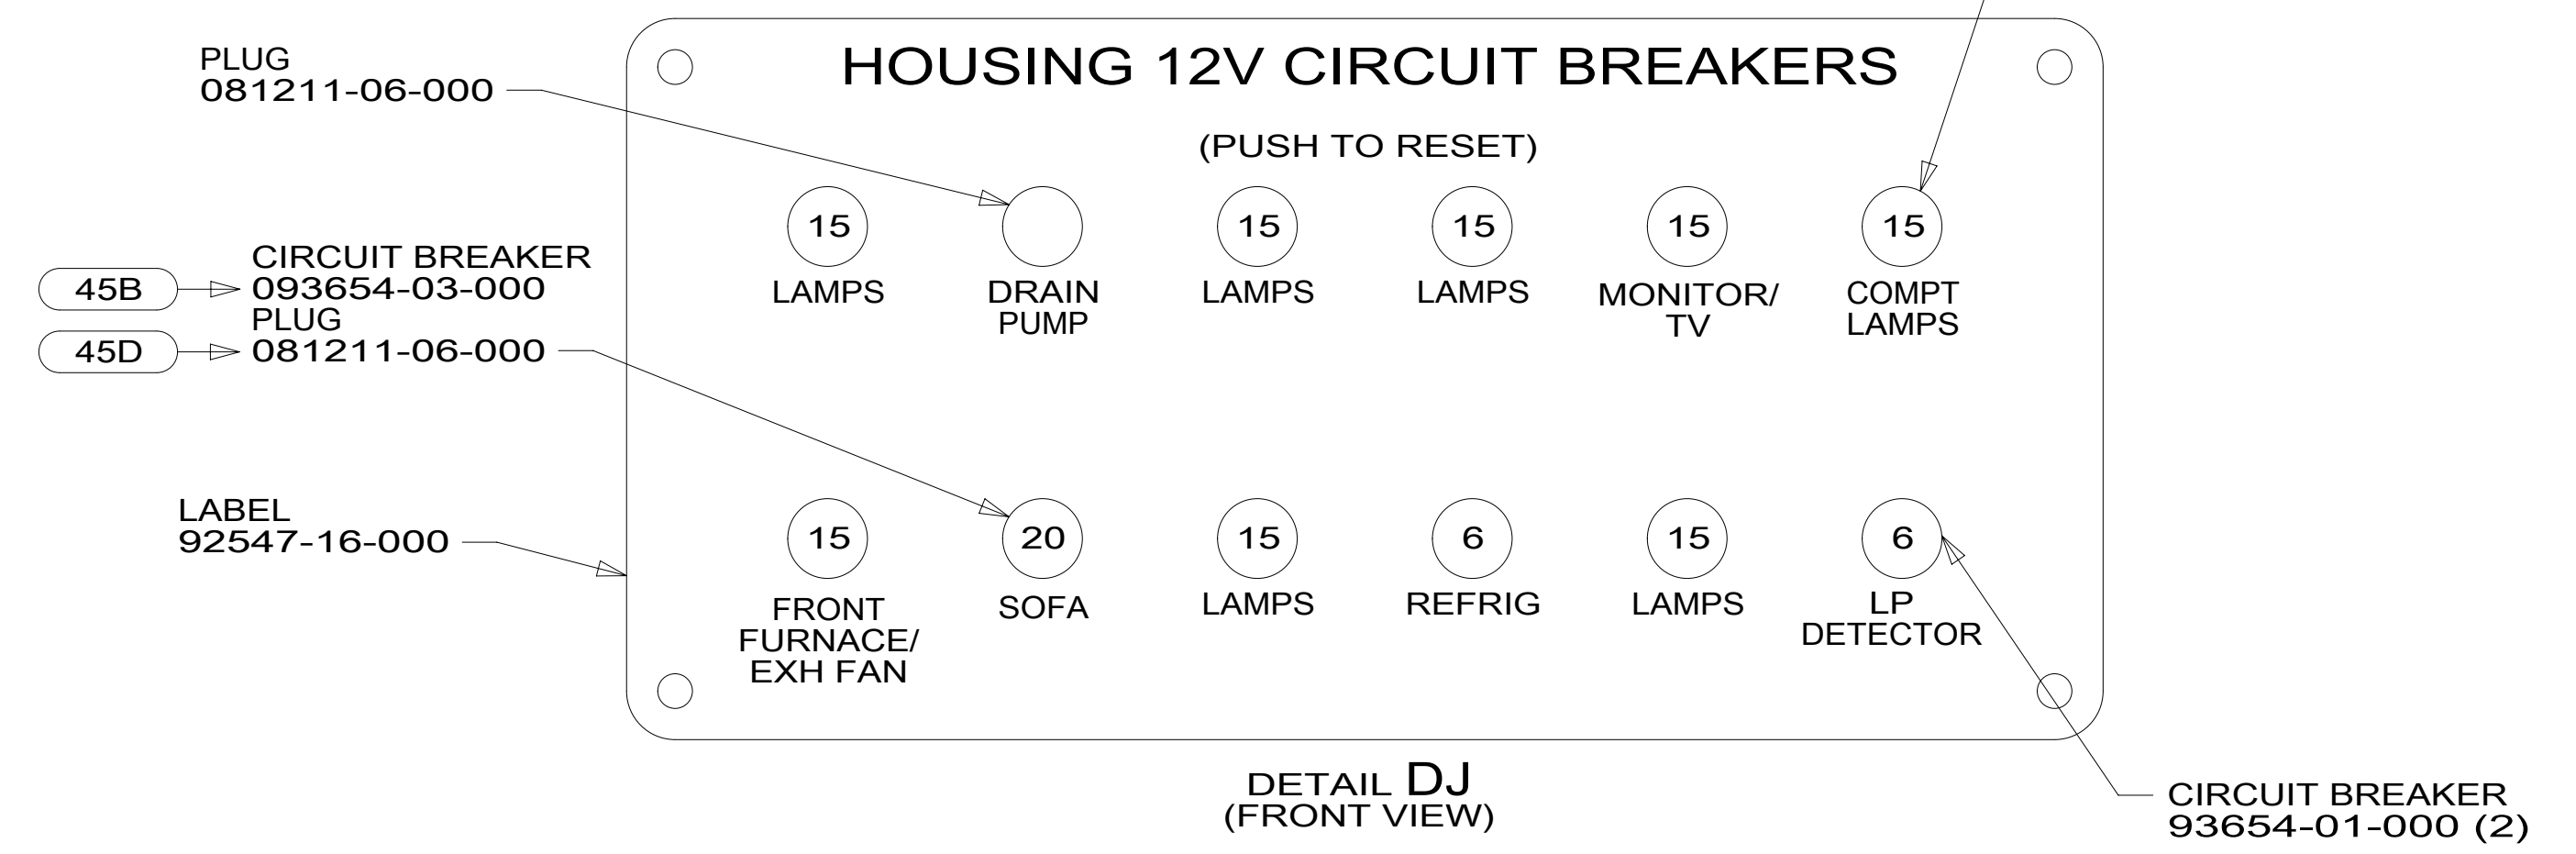 PLUG
081211-06-000
HOUSING 12V CIRCUIT BREAKERS
(PUSH TO RESET)
15
15
15
15
15
LAMPS
DRAIN
PUMP
LAMPS
LAMPS
MONITOR/
TV
COMPT
LAMPS
45B
CIRCUIT BREAKER
093654-03-000
45D
PLUG
081211-06-000
LABEL
92547-16-000
15
20
15
6
15
6
FRONT
FURNACE/
EXH FAN
SOFA
LAMPS
REFRIG
LAMPS
LP
DETECTOR
DETAIL DJ
(FRONT VIEW)
CIRCUIT BREAKER
93654-01-000 (2)